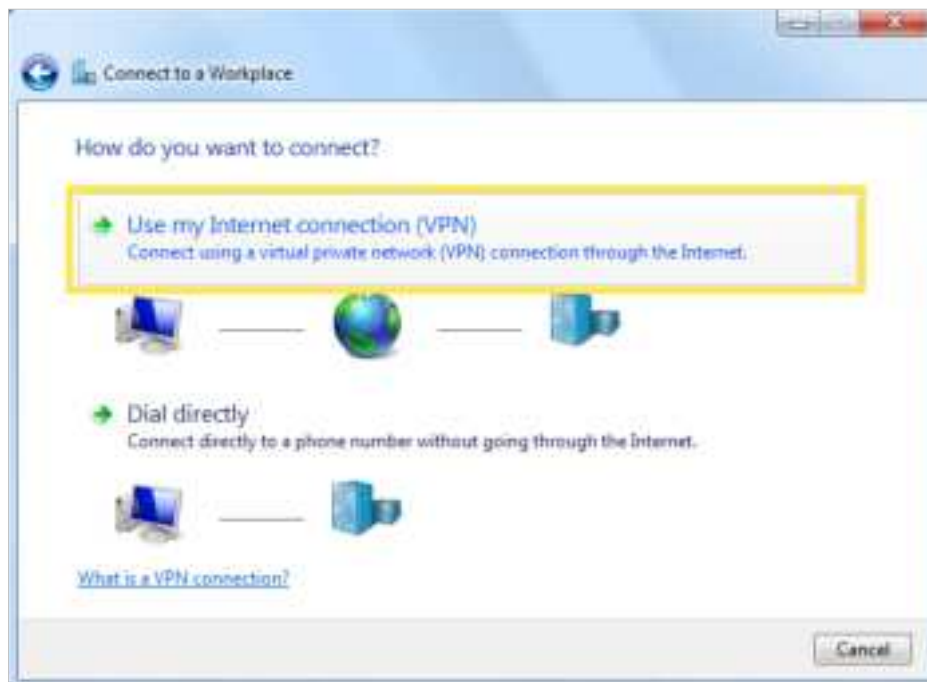 Connect to a Workplace
How do you want to connect?
Use my Internet connection (VPN)
Connect using a virtual private network (VPN) connection through the Internet.
Dial directly
Connect directly to a phone number without going through the Internet.
What is a VPN connection?
Cancel